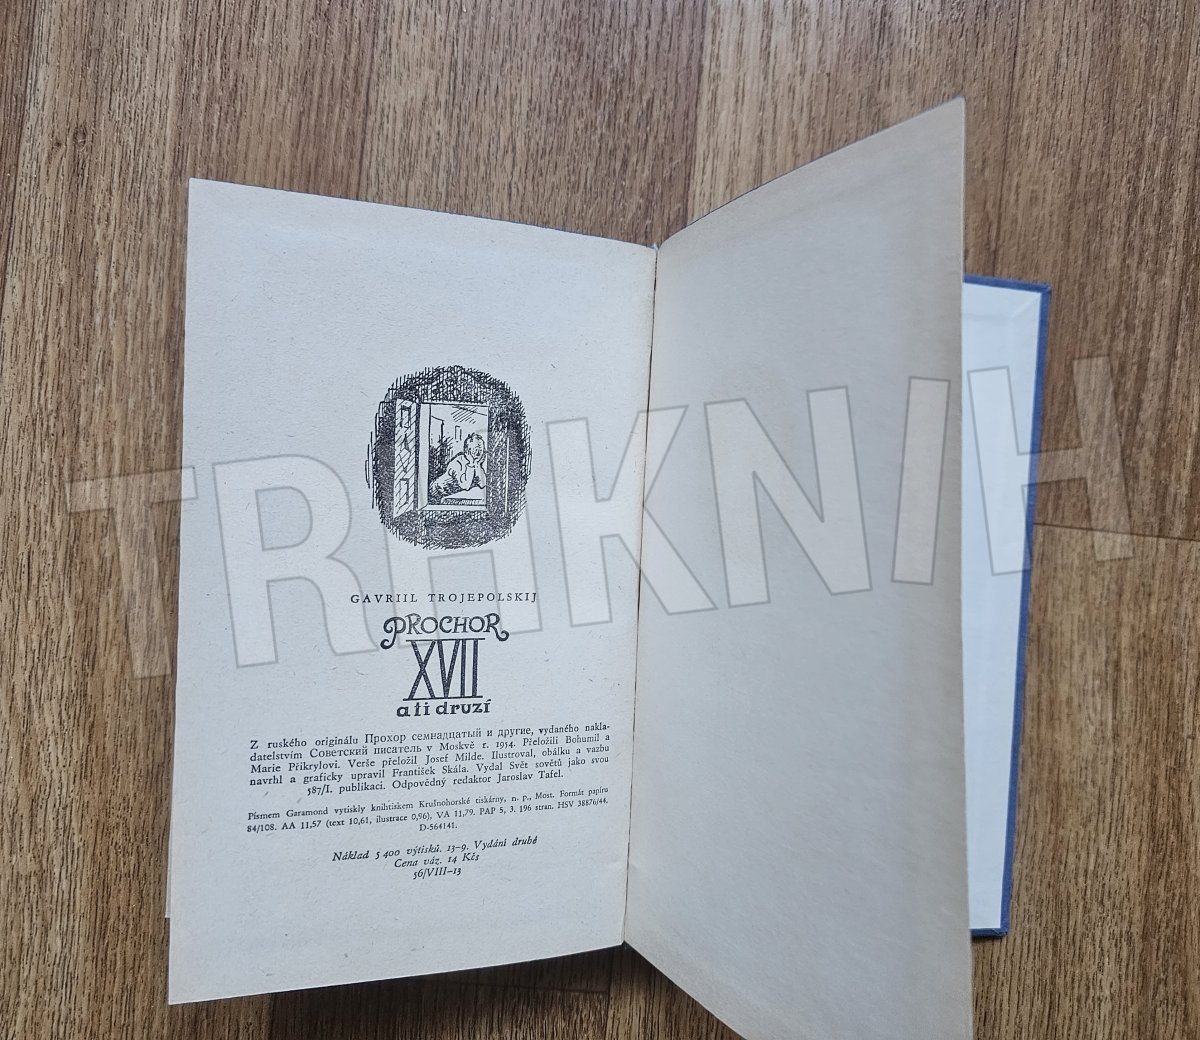 GAVRIIL TROJEPOLSKIJ
PROCHOR
XVII
a ti druzí
Z ruského originálu Прохор семнадцатый и другие, vydaného nakla-
datelstvím Советский писатель v Moskvě r. 1954. Přeložili Bohumil a
Marie Přikrylovi. Verše přeložil Josef Milde. Ilustroval, obálku a vazbu
navrhl a graficky upravil František Skála. Vydal Svět sovětů jako svou
587/I. publikaci. Odpovědný redaktor Jaroslav Tafel.
Písmem Garamond vytiskly knihtiskem Krušnohorské tiskárny, n. p., Most. Formát papíru
84/108. AA 11,57 (text 10,61, ilustrace 0,96), VA 11,79. PAP 5, 3. 196 stran. HSV 38876/44.
D-564141.
Náklad 5 400 výtisků. 13-9. Vydání druhé
Cena váz. 14 Kčs
56/VIII-13
TRHKNIH